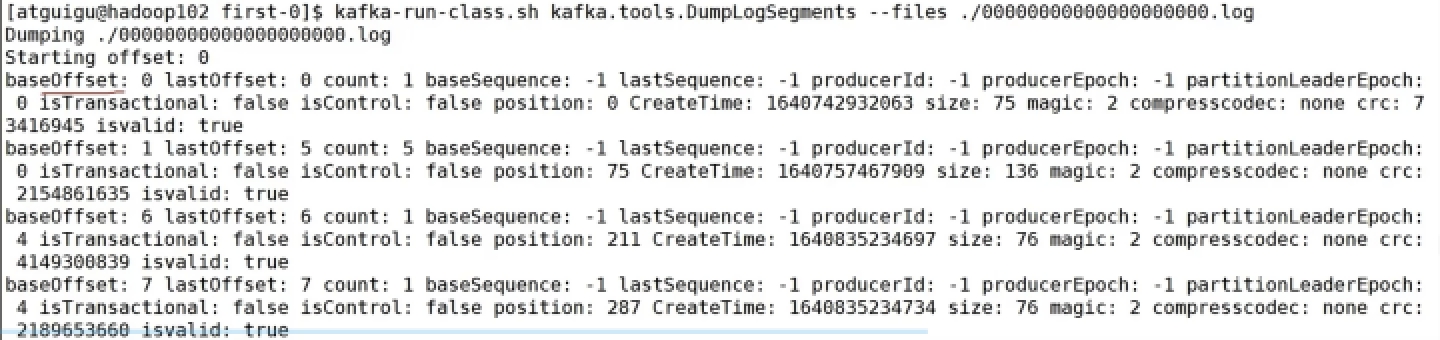 [atguigu@hadoop102 first-0]$ kafka-run-class.sh kafka.tools.DumpLogSegments --files ./00000000000000000000.log
Dumping ./00000000000000000000.log
Starting offset: 0
baseOffset: 0 lastOffset: 0 count: 1 baseSequence: -1 lastSequence: -1 producerId: -1 producerEpoch: -1 partitionLeaderEpoch:
0 isTransactional: false isControl: false position: 0 CreateTime: 1640742932063 size: 75 magic: 2 compresscodec: none crc: 7
3416945 isvalid: true
baseOffset: 1 lastOffset: 5 count: 5 baseSequence: -1 lastSequence: -1 producerId: -1 producerEpoch: -1 partitionLeaderEpoch:
0 isTransactional: false isControl: false position: 75 CreateTime: 1640757467909 size: 136 magic: 2 compresscodec: none crc:
2154861635 isvalid: true
baseOffset: 6 lastOffset: 6 count: 1 baseSequence: -1 lastSequence: -1 producerId: -1 producerEpoch: -1 partitionLeaderEpoch:
4 isTransactional: false isControl: false position: 211 CreateTime: 1640835234697 size: 76 magic: 2 compresscodec: none crc:
4149300839 isvalid: true
baseOffset: 7 lastOffset: 7 count: 1 baseSequence: -1 lastSequence: -1 producerId: -1 producerEpoch: -1 partitionLeaderEpoch:
4 isTransactional: false isControl: false position: 287 CreateTime: 1640835234734 size: 76 magic: 2 compresscodec: none crc:
2189653660 isvalid: true